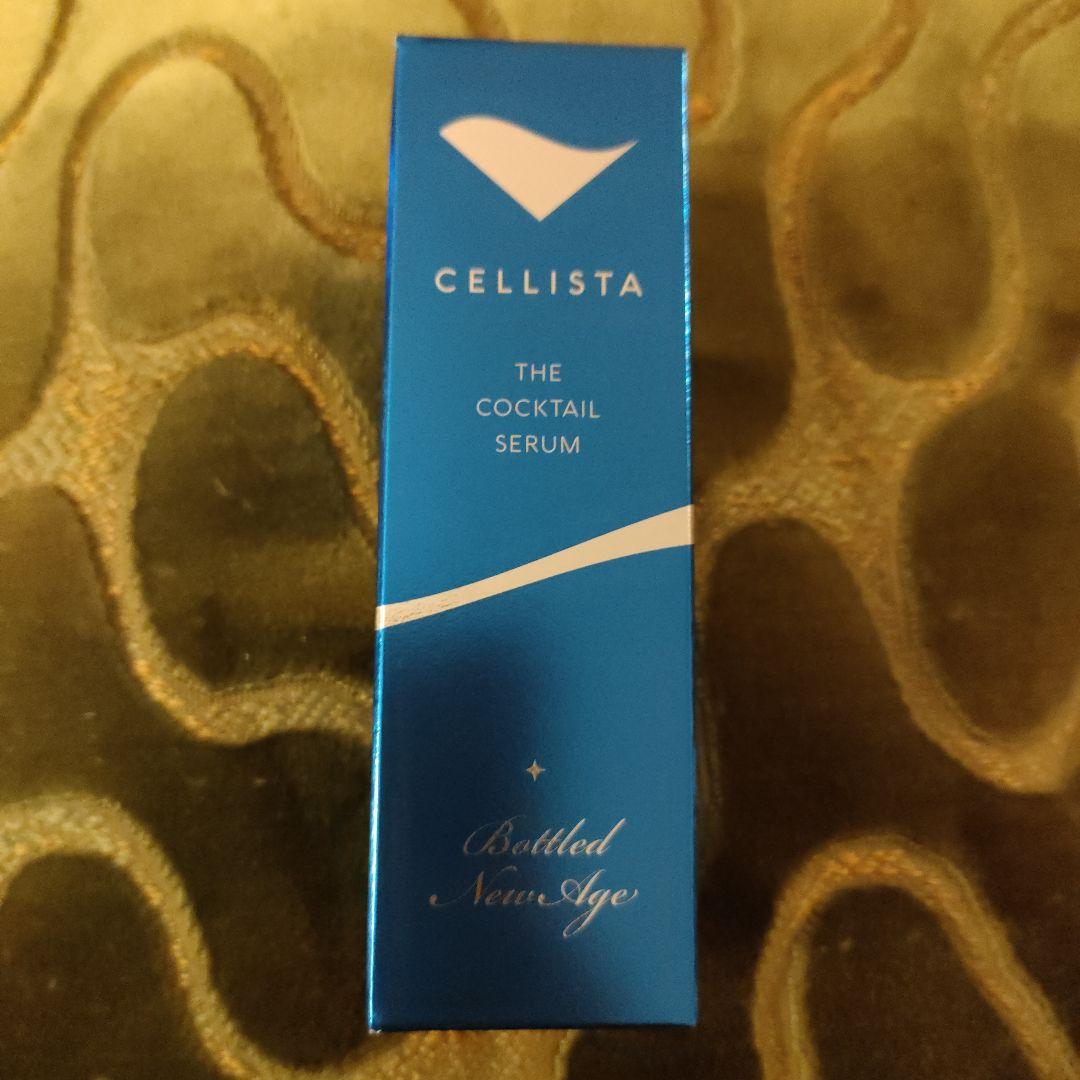 CELLISTA
THE
COCKTAIL
SERUM
Bottled
New Age